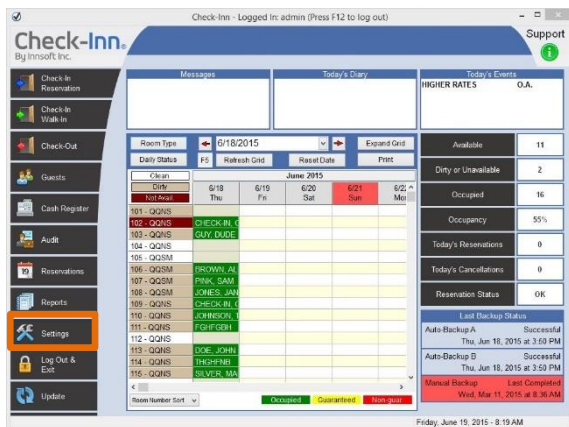 Check-Inn - Logged In: admin (Press F12 to log out)
Check-Inn®
By Innsoft Inc.
Support
Check-In
Reservation
Check-In
Walk-In
Check-Out
Guests
Cash Register
Audit
19
Reservations
Reports
Settings
Log Out &
Exit
Update
Messages
Today's Diary
Today's Events
HIGHER RATES O.A.
Room Type 6/18/2015 Expand Grid
Daily Status F5 Refresh Grid Reset Date Print
Clean June 2015
Dirty 6/18 6/19 6/20 6/21 6/22
Not Avail. Thu Fri Sat Sun Mon
101 - QQNS
102 - QQNS CHECK-IN, C
103 - QQNS GUY, DUDE
104 - QQNS
105 - QQSM
106 - QQSM BROWN, AL
107 - QQSM PINK, SAM
108 - QQSM JONES, JAN
109 - QQNS CHECK-IN, C
110 - QQNS JOHNSON, T
111 - QQNS FGHFGBH
112 - QQNS
113 - QQNS DOE, JOHN
114 - QQNS THGHFNB
115 - QQNS SILVER, MA
Room Number Sort Occupied Guaranteed Non-guar
Available 11
Dirty or Unavailable 2
Occupied 16
Occupancy 55%
Today's Reservations 0
Today's Cancellations 0
Reservation Status OK
Last Backup Status
Auto-Backup A Successful
Thu, Jun 18, 2015 at 3:50 PM
Auto-Backup B Successful
Thu, Jun 18, 2015 at 3:50 PM
Manual Backup Last Completed
Wed, Mar 11, 2015 at 8:36 AM
Friday, June 19, 2015 - 8:19 AM